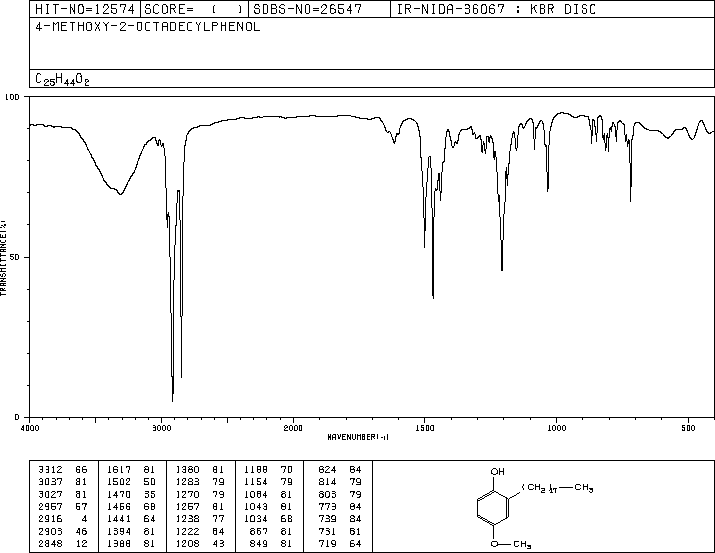 HIT-NO=12574 SCORE= ( ) SDBS-NO=26547 IR-NIDA-36067 : KBR DISC
4-METHOXY-2-OCTADECYLPHENOL
C25H44O2
100
50
0
TRANSMITTANCE(%)
4000 3000 2000 1500 1000 500
WAVENUMBER(-1)
3312 66 1617 81 1380 81 1188 70 824 84
3037 81 1502 50 1283 79 1154 79 814 79
3027 81 1470 35 1270 79 1084 81 803 79
2957 57 1466 68 1257 81 1043 81 773 84
2916 4 1441 64 1238 77 1034 68 739 84
2903 46 1394 81 1222 84 867 81 731 81
2848 12 1388 81 1208 43 849 81 719 64
OH
(CH2)17—CH3
O—CH3